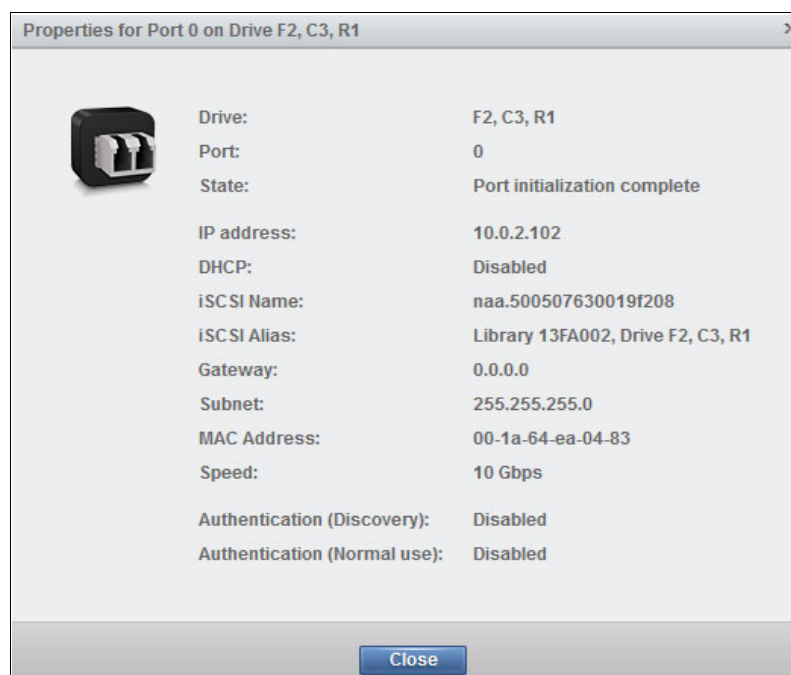 Properties for Port 0 on Drive F2, C3, R1
Drive: F2, C3, R1
Port: 0
State: Port initialization complete
IP address: 10.0.2.102
DHCP: Disabled
iSCSI Name: naa.500507630019f208
iSCSI Alias: Library 13FA002, Drive F2, C3, R1
Gateway: 0.0.0.0
Subnet: 255.255.255.0
MAC Address: 00-1a-64-ea-04-83
Speed: 10 Gbps
Authentication (Discovery): Disabled
Authentication (Normal use): Disabled
Close